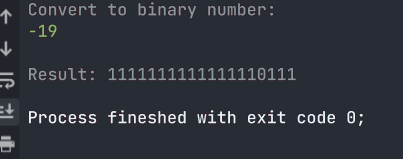 Convert to binary number:
-19
Result: 1111111111111110111
Process fineshed with exit code 0;